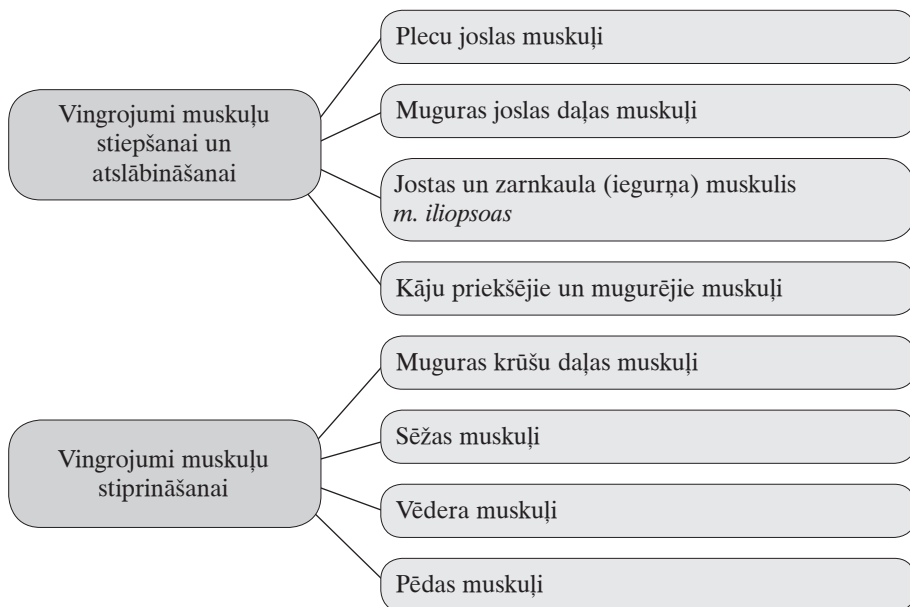 Vingrojumi muskuļu
stiepšanai un
atslābināšanai
Plecu joslas muskuļi
Muguras joslas daļas muskuļi
Jostas un zarnkaula (iegurņa) muskulis
m. iliopsoas
Kāju priekšējie un mugurējie muskuļi
Vingrojumi muskuļu
stiprināšanai
Muguras krūšu daļas muskuļi
Sēžas muskuļi
Vēdera muskuļi
Pēdas muskuļi